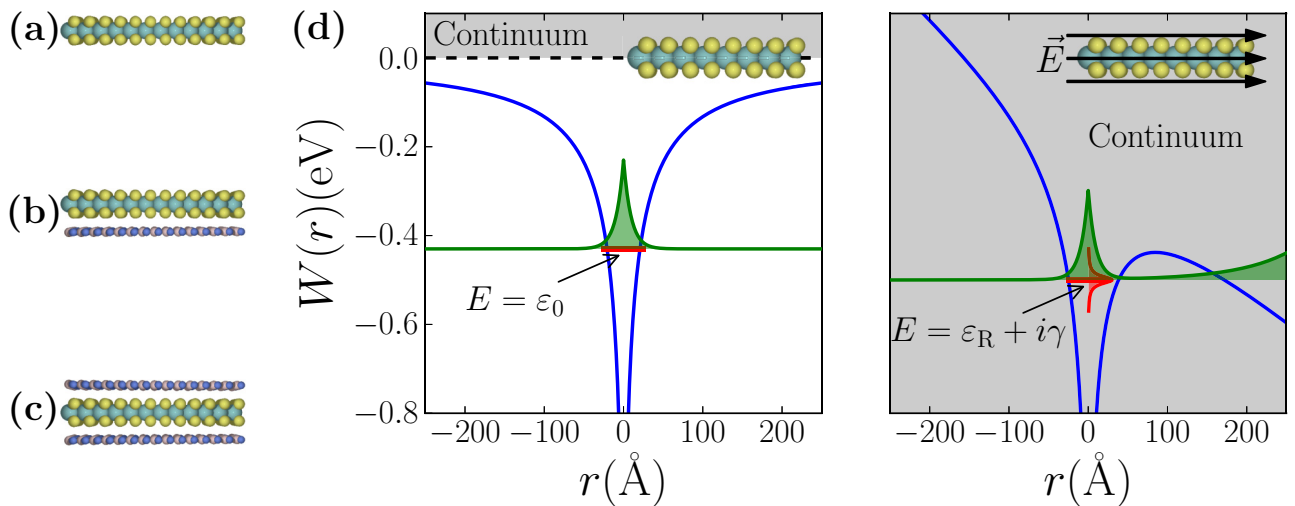 (a)
(b)
(c)
(d)
Continuum
W(r)(eV)
0.0
−0.2
−0.4
−0.6
−0.8
E = ε₀
−200 −100 0 100 200
r(Å)
E⃗
Continuum
E = ε_R + iγ
−200 −100 0 100 200
r(Å)